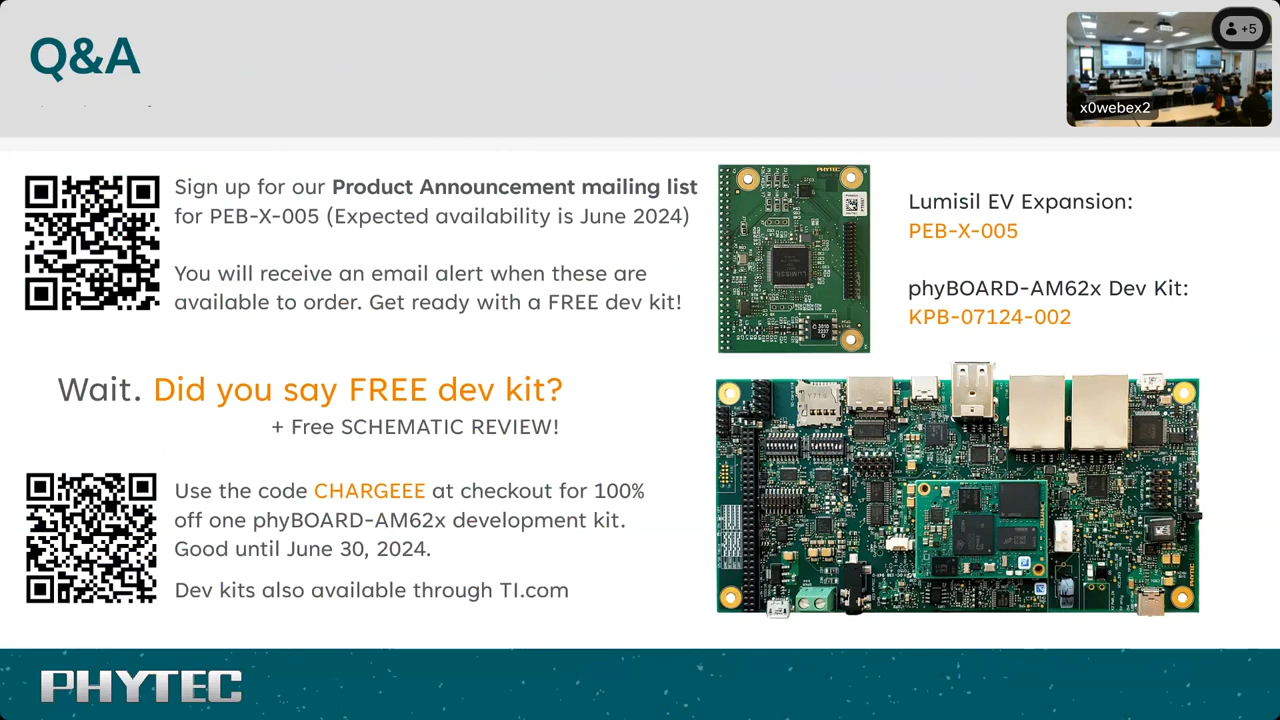 Q&A
+5
x0webex2
Sign up for our Product Announcement mailing list
for PEB-X-005 (Expected availability is June 2024)
You will receive an email alert when these are
available to order. Get ready with a FREE dev kit!
PHYTEC
LUMISIL
Lumisil EV Expansion:
PEB-X-005
phyBOARD-AM62x Dev Kit:
KPB-07124-002
Wait. Did you say FREE dev kit?
+ Free SCHEMATIC REVIEW!
Use the code CHARGEEE at checkout for 100%
off one phyBOARD-AM62x development kit.
Good until June 30, 2024.
Dev kits also available through TI.com
PHYTEC